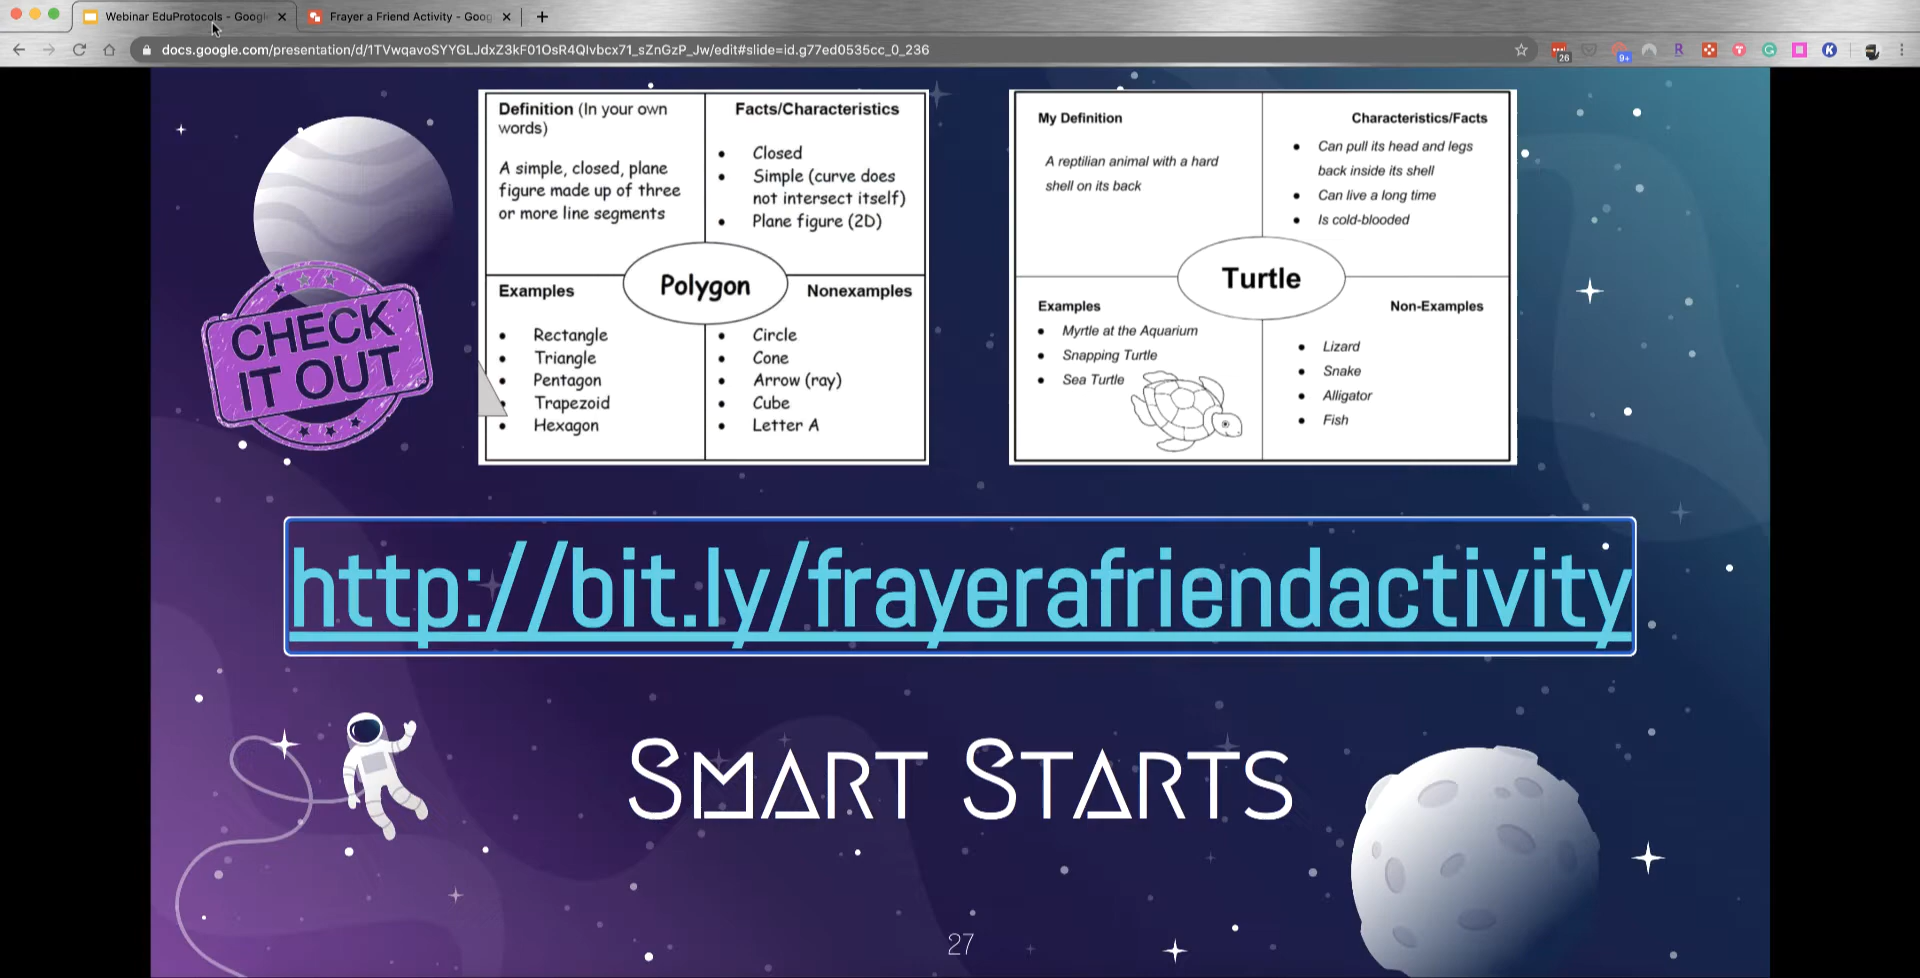 Webinar EduProtocols - Google
Frayer a Friend Activity - Goog
docs.google.com/presentation/d/1TVwqavoSYYGLJdxZ3kF01OsR4QIvbcx71_sZnGzP_Jw/edit#slide=id.g77ed0535cc_0_236
26
9+
CHECK
IT OUT
Definition (In your own
words)
A simple, closed, plane
figure made up of three
or more line segments
Facts/Characteristics
• Closed
• Simple (curve does
not intersect itself)
• Plane figure (2D)
Polygon
Examples
• Rectangle
• Triangle
• Pentagon
• Trapezoid
• Hexagon
Nonexamples
• Circle
• Cone
• Arrow (ray)
• Cube
• Letter A
My Definition
A reptilian animal with a hard
shell on its back
Characteristics/Facts
• Can pull its head and legs
back inside its shell
• Can live a long time
• Is cold-blooded
Turtle
Examples
• Myrtle at the Aquarium
• Snapping Turtle
• Sea Turtle
Non-Examples
• Lizard
• Snake
• Alligator
• Fish
http://bit.ly/frayerafriendactivity
SMART STARTS
27